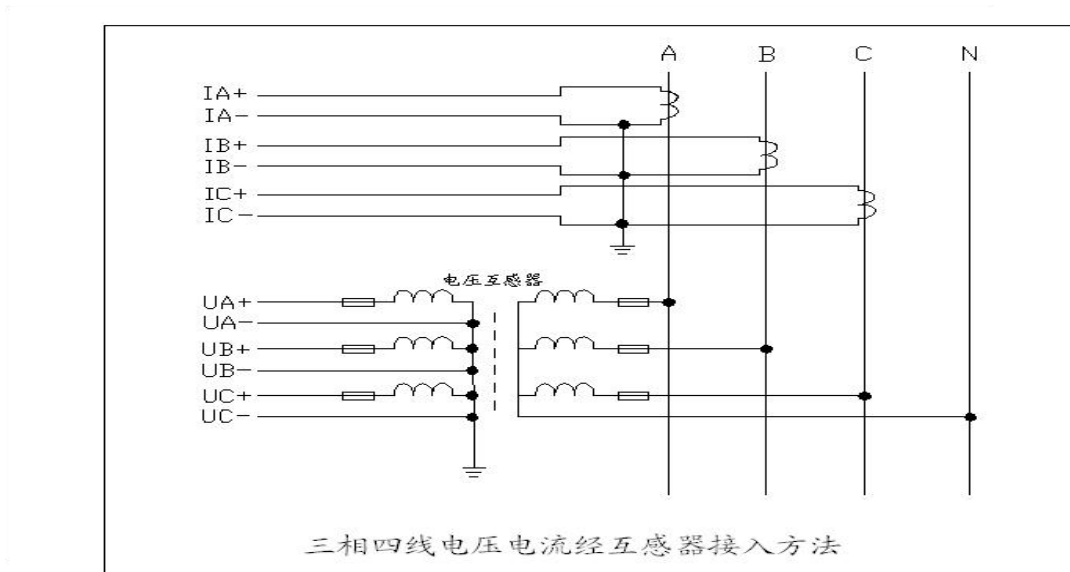 A B C N
IA+
IA-
IB+
IB-
IC+
IC-
电压互感器
UA+
UA-
UB+
UB-
UC+
UC-
三相四线电压电流经互感器接入方法